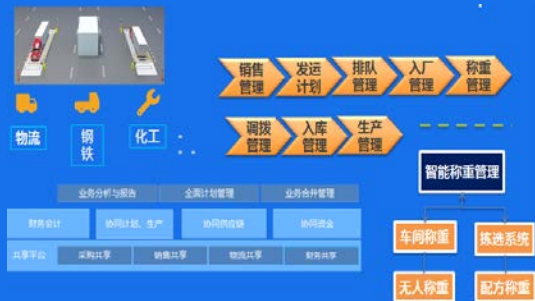 销售管理
发运计划
排队管理
入厂管理
称重管理
物流
钢铁
化工
调拨管理
入库管理
生产管理
智能称重管理
业务分析与报告
全面计划管理
业务合并管理
财务会计
协同计划、生产
协同供应链
协同资金
共享平台
采购共享
销售共享
物流共享
财务共享
车间称重
拣选系统
无人称重
配方称重